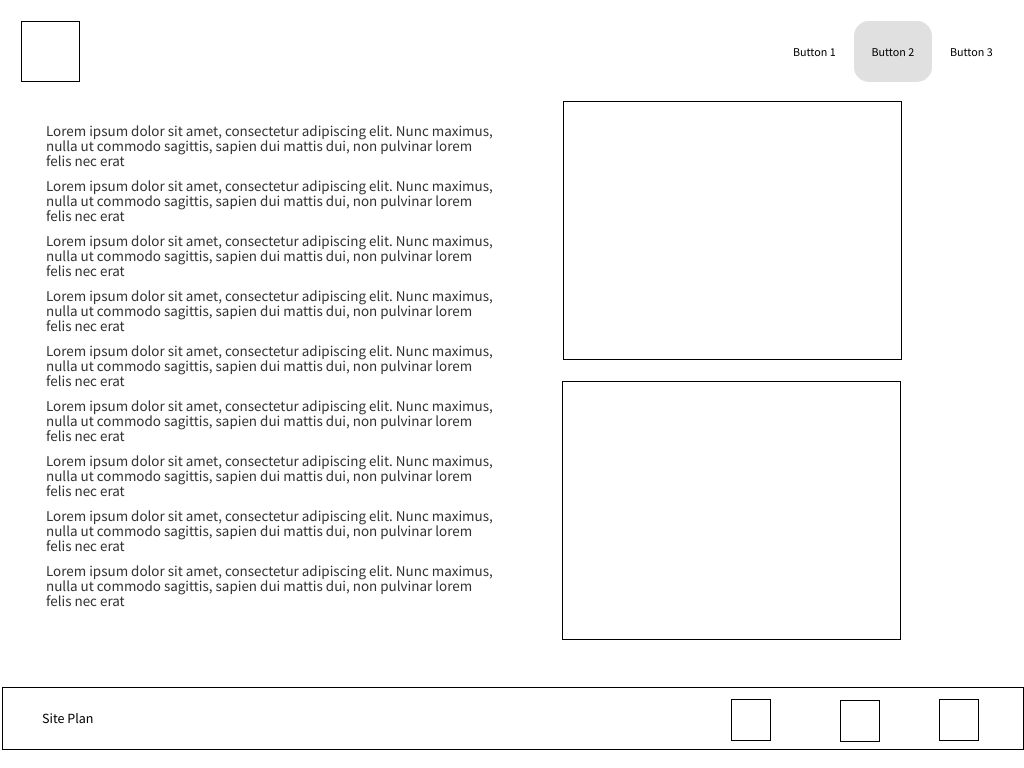 Button 1
Button 2
Button 3
Lorem ipsum dolor sit amet, consectetur adipiscing elit. Nunc maximus,
nulla ut commodo sagittis, sapien dui mattis dui, non pulvinar lorem
felis nec erat
Lorem ipsum dolor sit amet, consectetur adipiscing elit. Nunc maximus,
nulla ut commodo sagittis, sapien dui mattis dui, non pulvinar lorem
felis nec erat
Lorem ipsum dolor sit amet, consectetur adipiscing elit. Nunc maximus,
nulla ut commodo sagittis, sapien dui mattis dui, non pulvinar lorem
felis nec erat
Lorem ipsum dolor sit amet, consectetur adipiscing elit. Nunc maximus,
nulla ut commodo sagittis, sapien dui mattis dui, non pulvinar lorem
felis nec erat
Lorem ipsum dolor sit amet, consectetur adipiscing elit. Nunc maximus,
nulla ut commodo sagittis, sapien dui mattis dui, non pulvinar lorem
felis nec erat
Lorem ipsum dolor sit amet, consectetur adipiscing elit. Nunc maximus,
nulla ut commodo sagittis, sapien dui mattis dui, non pulvinar lorem
felis nec erat
Lorem ipsum dolor sit amet, consectetur adipiscing elit. Nunc maximus,
nulla ut commodo sagittis, sapien dui mattis dui, non pulvinar lorem
felis nec erat
Lorem ipsum dolor sit amet, consectetur adipiscing elit. Nunc maximus,
nulla ut commodo sagittis, sapien dui mattis dui, non pulvinar lorem
felis nec erat
Lorem ipsum dolor sit amet, consectetur adipiscing elit. Nunc maximus,
nulla ut commodo sagittis, sapien dui mattis dui, non pulvinar lorem
felis nec erat
Site Plan